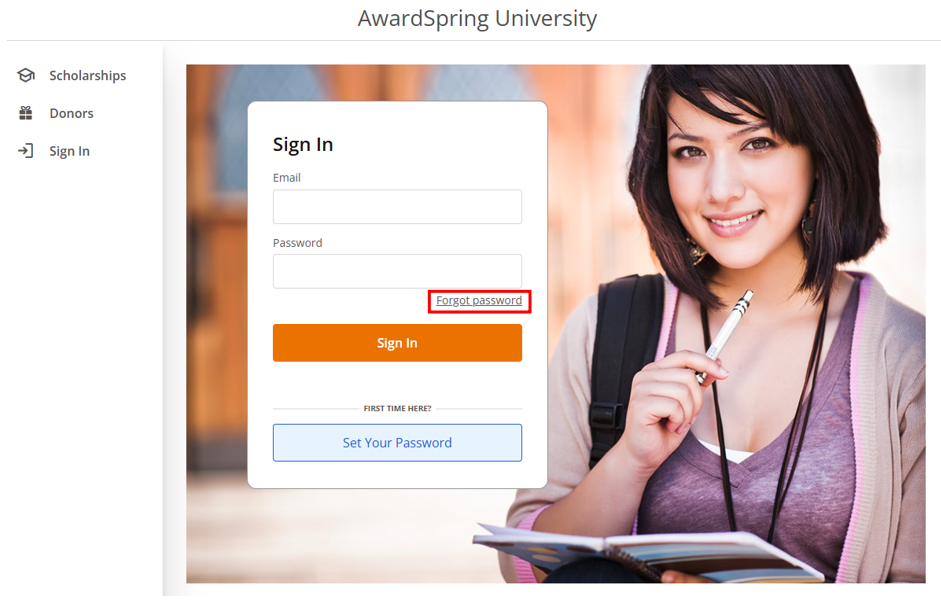 AwardSpring University
Scholarships
Donors
Sign In
Sign In
Email
Password
Forgot password
Sign In
FIRST TIME HERE?
Set Your Password